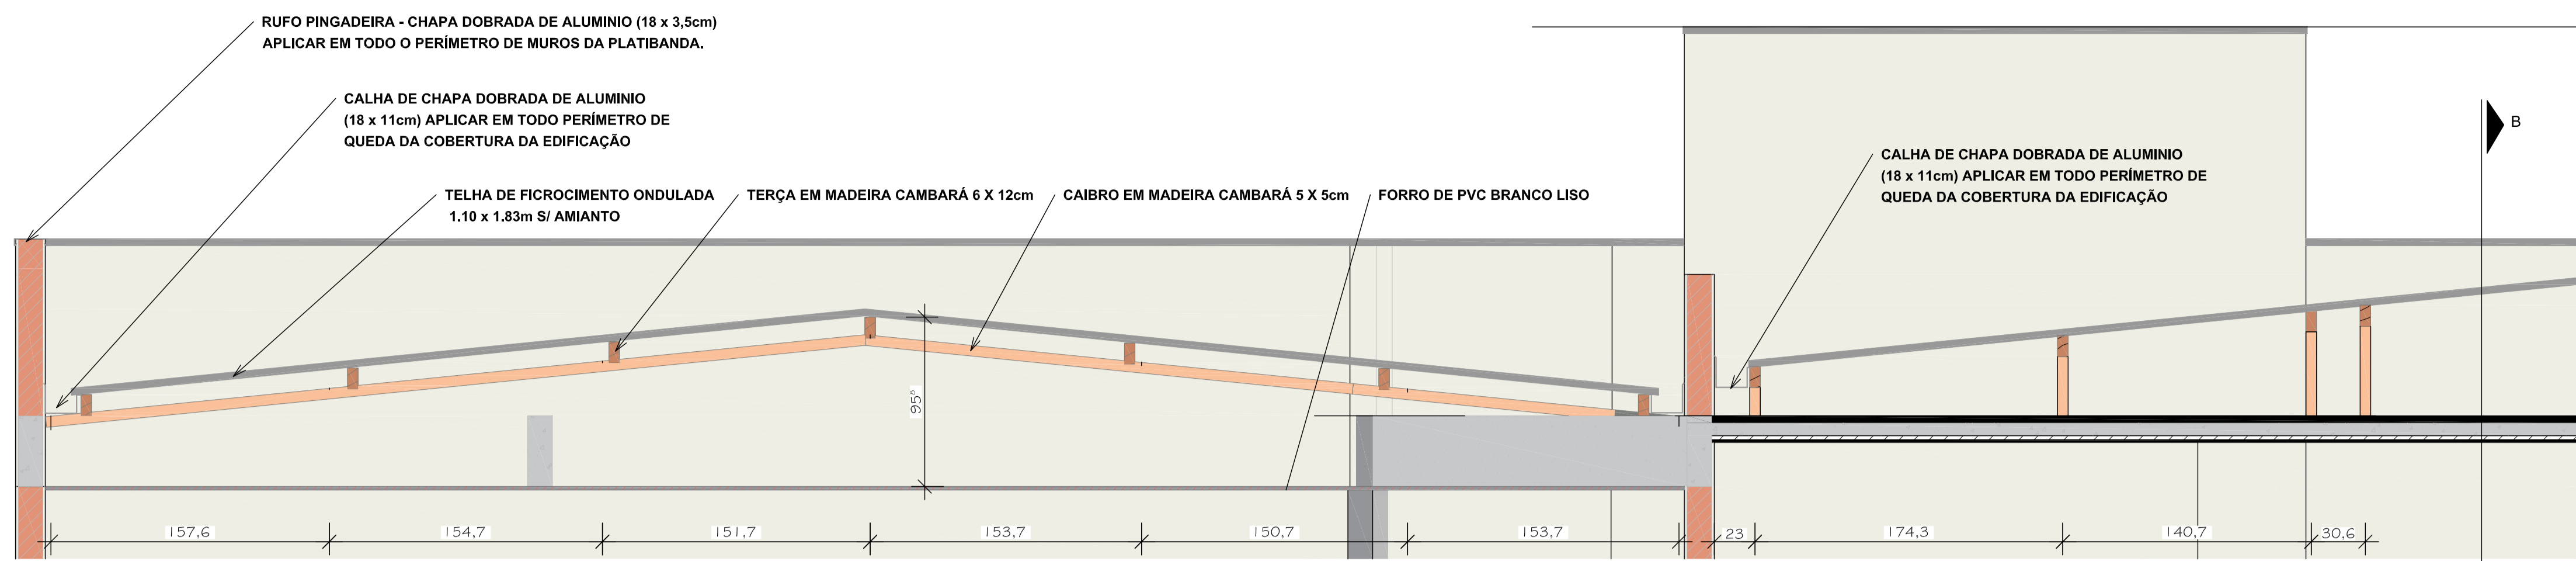 RUFO PINGADEIRA - CHAPA DOBRADA DE ALUMINIO (18 x 3,5cm)
APLICAR EM TODO O PERÍMETRO DE MUROS DA PLATIBANDA.
CALHA DE CHAPA DOBRADA DE ALUMINIO
(18 x 11cm) APLICAR EM TODO PERÍMETRO DE
QUEDA DA COBERTURA DA EDIFICAÇÃO
TELHA DE FICROCIMENTO ONDULADA
1.10 x 1.83m S/ AMIANTO
TERÇA EM MADEIRA CAMBARÁ 6 X 12cm
CAIBRO EM MADEIRA CAMBARÁ 5 X 5cm
FORRO DE PVC BRANCO LISO
CALHA DE CHAPA DOBRADA DE ALUMINIO
(18 x 11cm) APLICAR EM TODO PERÍMETRO DE
QUEDA DA COBERTURA DA EDIFICAÇÃO
B
95⁸
157,6
154,7
151,7
153,7
150,7
153,7
23
174,3
140,7
30,6